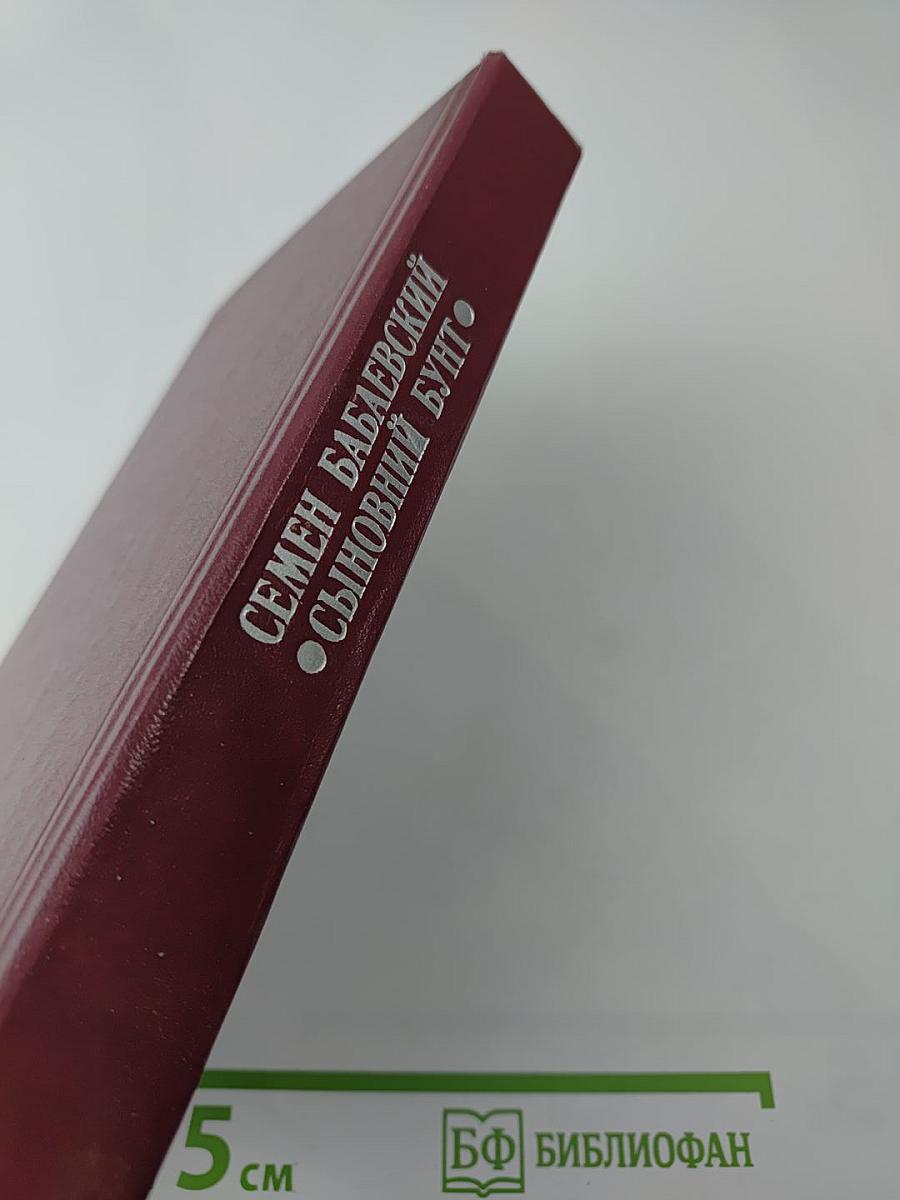 СЕМЕН БАБАЕВСКИЙ
•СЫНОВНИЙ БУНТ•
5 см
БФ БИБЛИОФАН